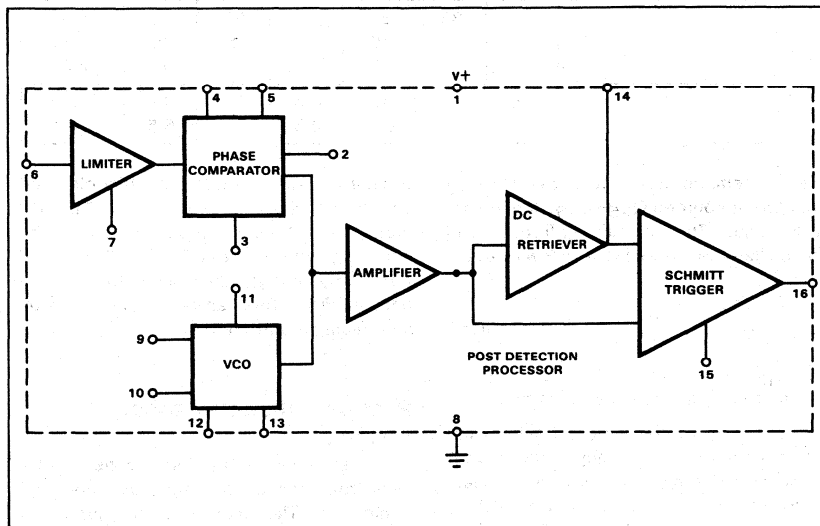 V+
4
5
1
14
PHASE
COMPARATOR
LIMITER
2
6
7
3
DC
RETRIEVER
AMPLIFIER
SCHMITT
TRIGGER
11
16
9
VCO
10
POST DETECTION
PROCESSOR
15
12
13
8